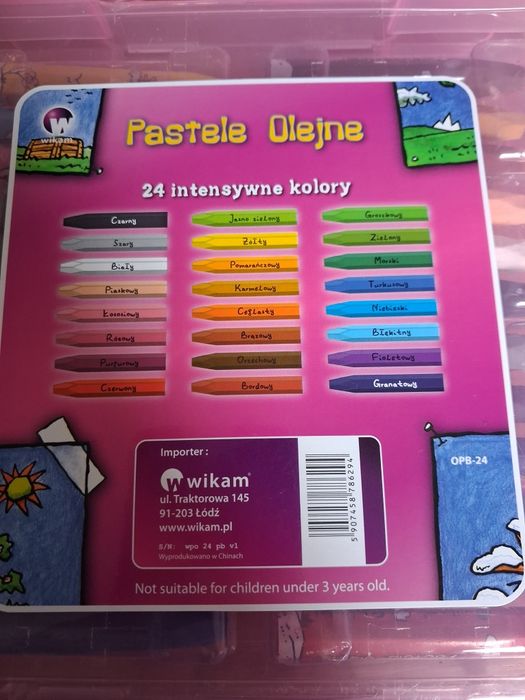 wikam
Pastele Olejne
24 intensywne kolory
Czarny
Szary
Biały
Piaskowy
Łososiowy
Różowy
Purpurowy
Czerwony
Jasno zielony
Żółty
Pomarańczowy
Karmelowy
Ceglasty
Brązowy
Orzechowy
Bordowy
Groszkowy
Zielony
Morski
Turkusowy
Niebieski
Błękitny
Fioletowy
Granatowy
Importer :
wikam®
ul. Traktorowa 145
91-203 Łódź
www.wikam.pl
S/N: wpo 24 pb v1
Wyprodukowano w Chinach
5 907458 786294
OPB-24
Not suitable for children under 3 years old.